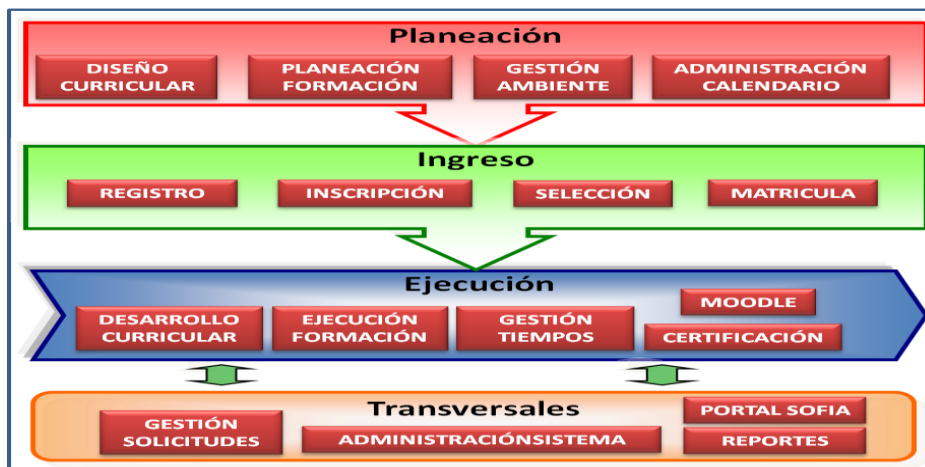 Planeación
DISEÑO
CURRICULAR
PLANEACIÓN
FORMACIÓN
GESTIÓN
AMBIENTE
ADMINISTRACIÓN
CALENDARIO
Ingreso
REGISTRO
INSCRIPCIÓN
SELECCIÓN
MATRICULA
Ejecución
DESARROLLO
CURRICULAR
EJECUCIÓN
FORMACIÓN
GESTIÓN
TIEMPOS
MOODLE
CERTIFICACIÓN
Transversales
GESTIÓN
SOLICITUDES
ADMINISTRACIÓNSISTEMA
PORTAL SOFIA
REPORTES